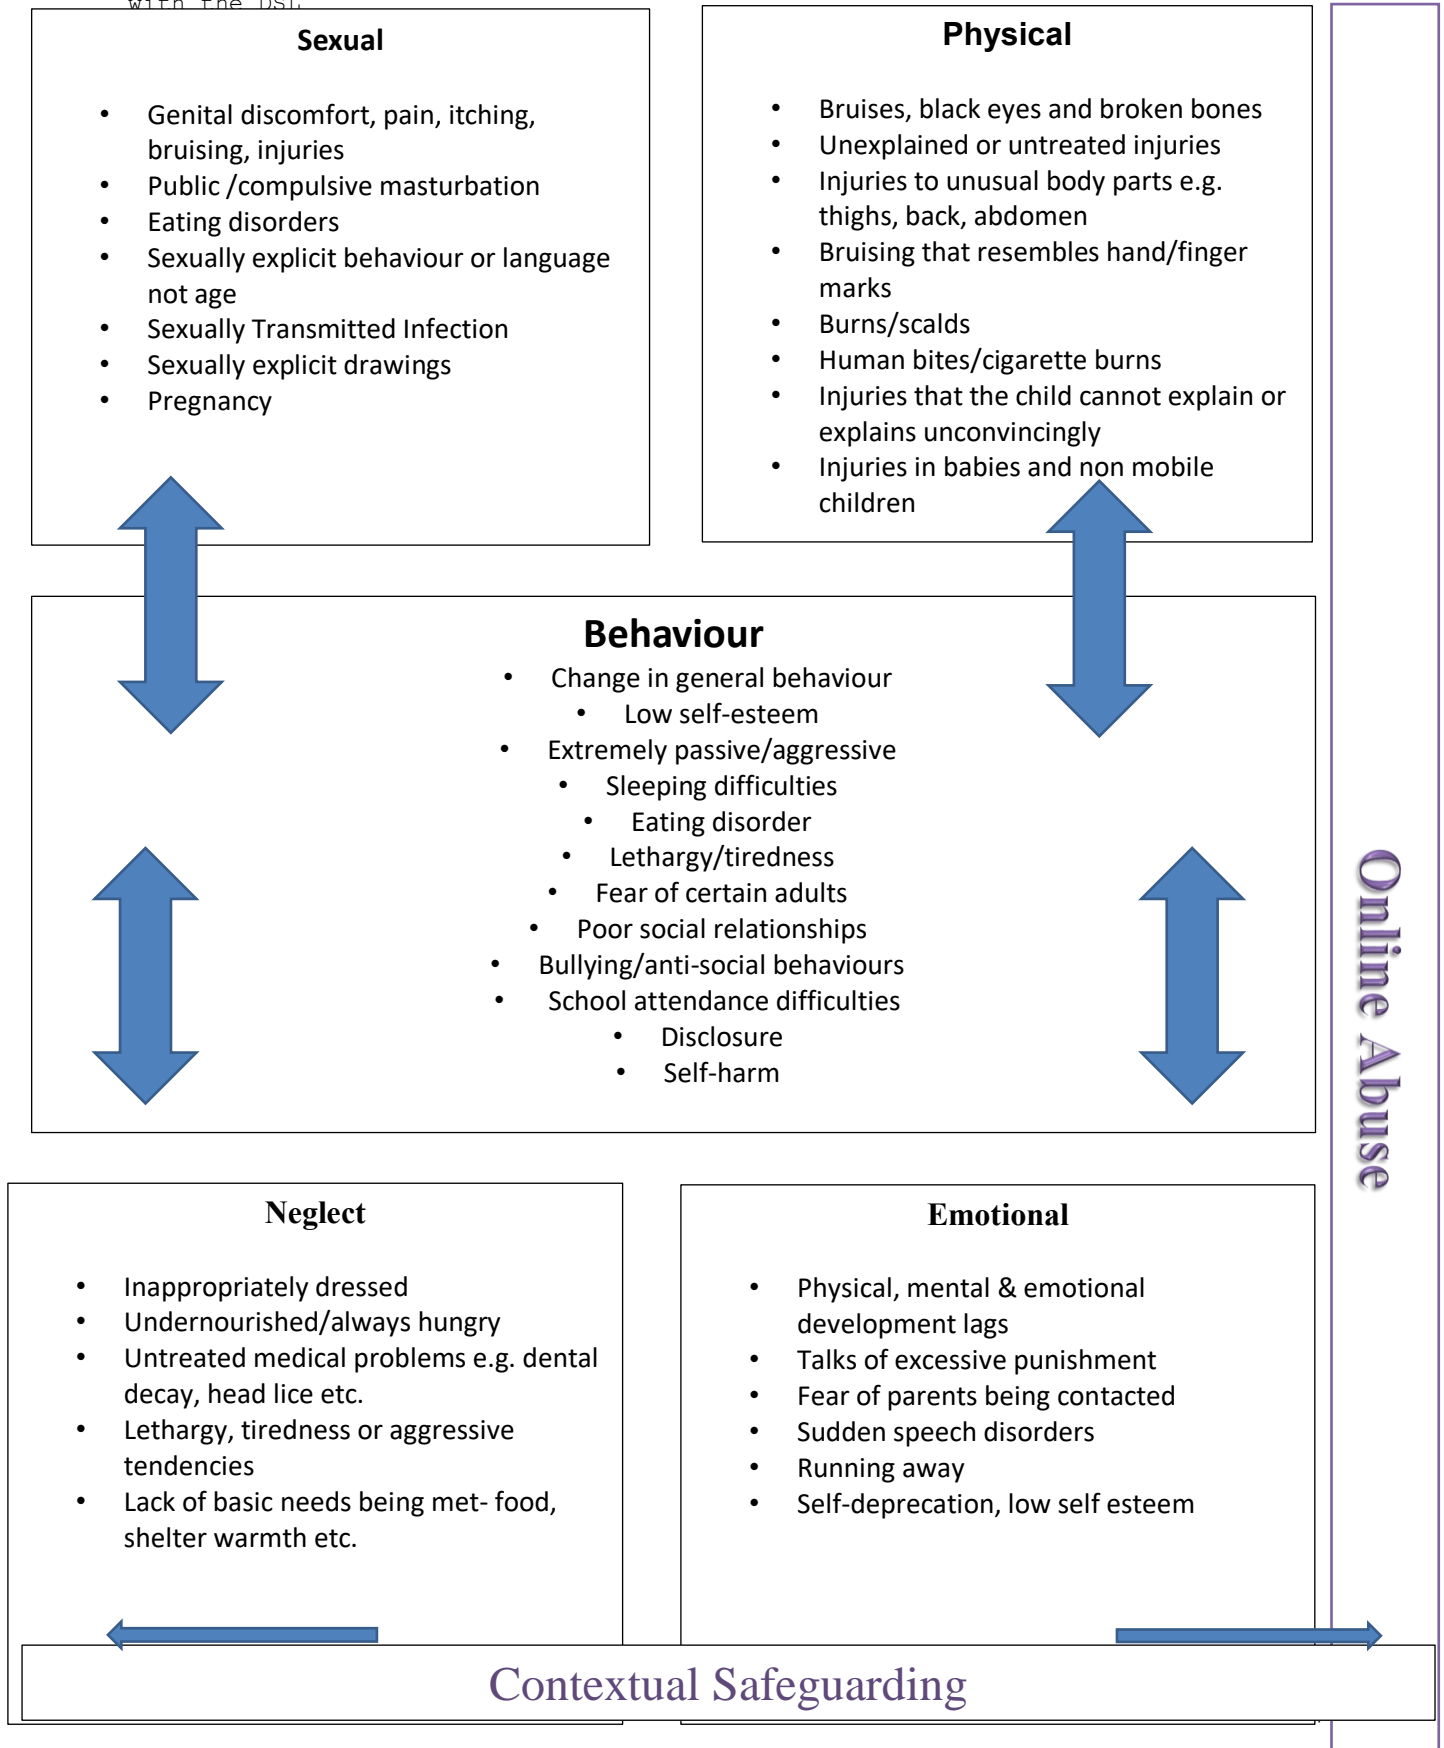 with the DSL
Sexual
• Genital discomfort, pain, itching,
bruising, injuries
• Public /compulsive masturbation
• Eating disorders
• Sexually explicit behaviour or language
not age
• Sexually Transmitted Infection
• Sexually explicit drawings
• Pregnancy
Physical
• Bruises, black eyes and broken bones
• Unexplained or untreated injuries
• Injuries to unusual body parts e.g.
thighs, back, abdomen
• Bruising that resembles hand/finger
marks
• Burns/scalds
• Human bites/cigarette burns
• Injuries that the child cannot explain or
explains unconvincingly
• Injuries in babies and non mobile
children
Behaviour
• Change in general behaviour
• Low self-esteem
• Extremely passive/aggressive
• Sleeping difficulties
• Eating disorder
• Lethargy/tiredness
• Fear of certain adults
• Poor social relationships
• Bullying/anti-social behaviours
• School attendance difficulties
• Disclosure
• Self-harm
Online Abuse
Neglect
• Inappropriately dressed
• Undernourished/always hungry
• Untreated medical problems e.g. dental
decay, head lice etc.
• Lethargy, tiredness or aggressive
tendencies
• Lack of basic needs being met- food,
shelter warmth etc.
Emotional
• Physical, mental & emotional
development lags
• Talks of excessive punishment
• Fear of parents being contacted
• Sudden speech disorders
• Running away
• Self-deprecation, low self esteem
Contextual Safeguarding